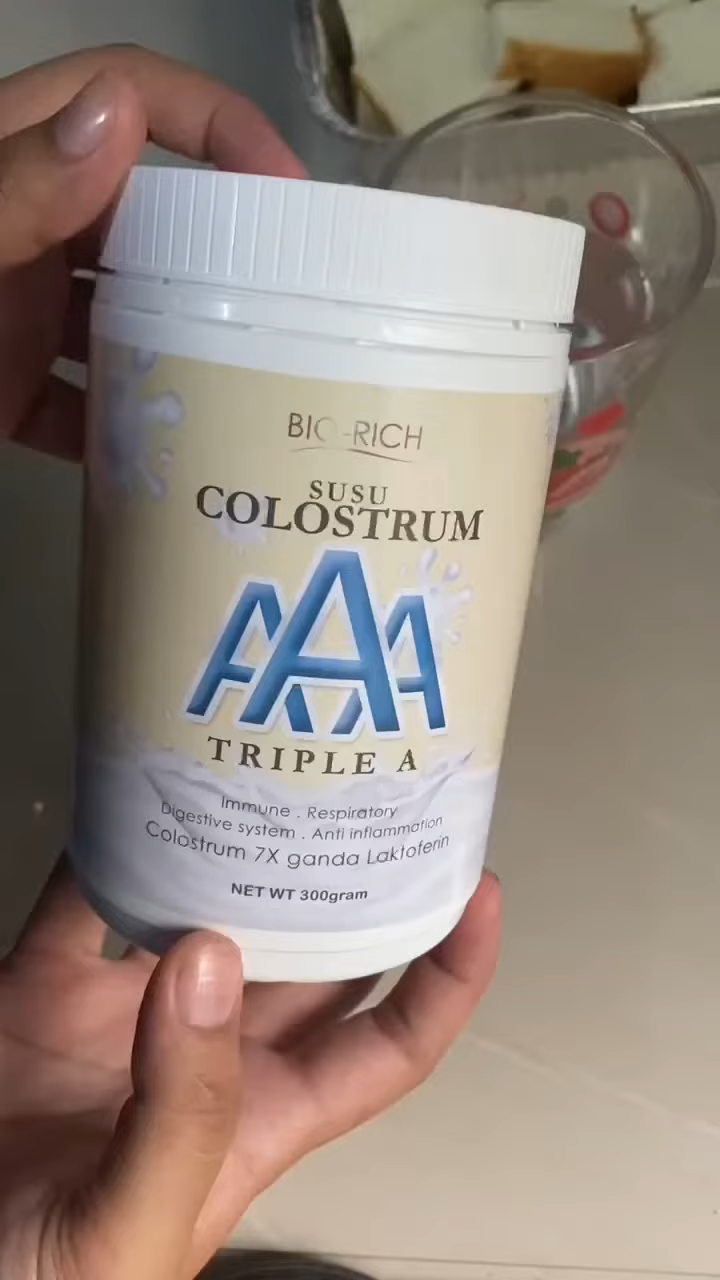 BIO-RICH
SUSU
COLOSTRUM
AAA
TRIPLE A
Immune . Respiratory
Digestive system . Anti inflammation
Colostrum 7X ganda Laktoferin
NET WT 300gram